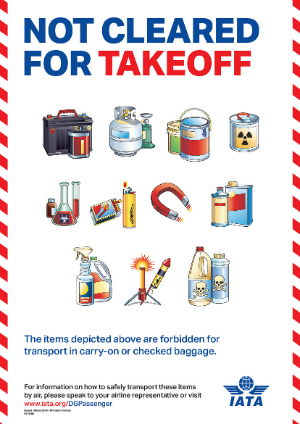 NOT CLEARED
FOR TAKEOFF
The items depicted above are forbidden for
transport in carry-on or checked baggage.
For information on how to safely transport these items
by air, please speak to your airline representative or visit
www.iata.org/DGPassenger
IATA